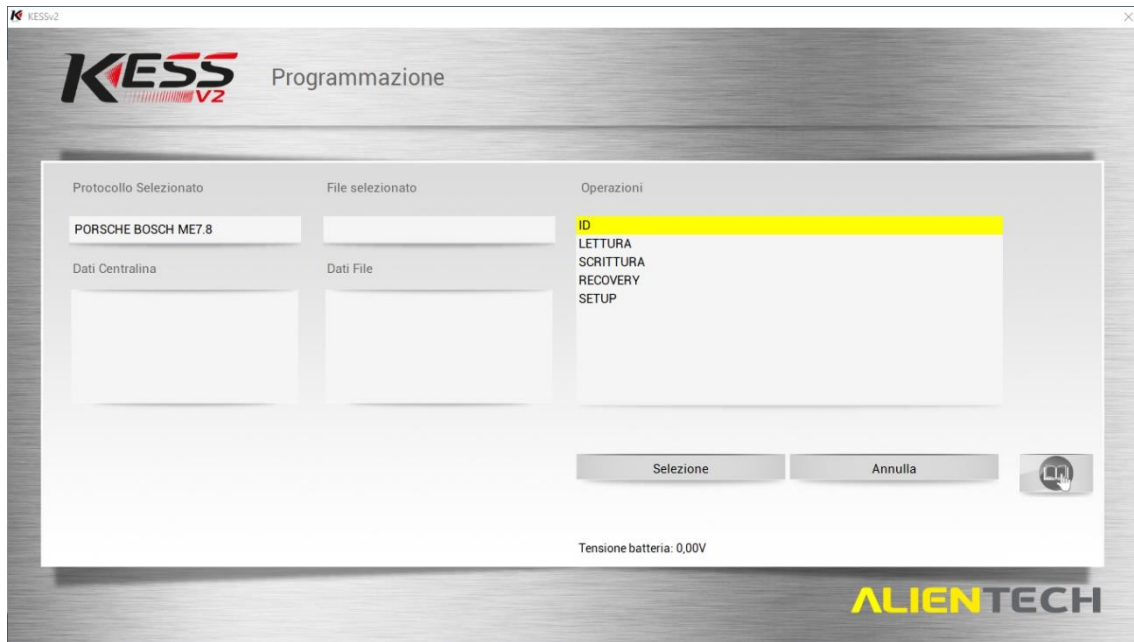 KESSv2
KESS V2
Programmazione
Protocollo Selezionato
File selezionato
Operazioni
PORSCHE BOSCH ME7.8
ID
LETTURA
SCRITTURA
RECOVERY
SETUP
Dati Centralina
Dati File
Selezione
Annulla
Tensione batteria: 0,00V
ALIENTECH